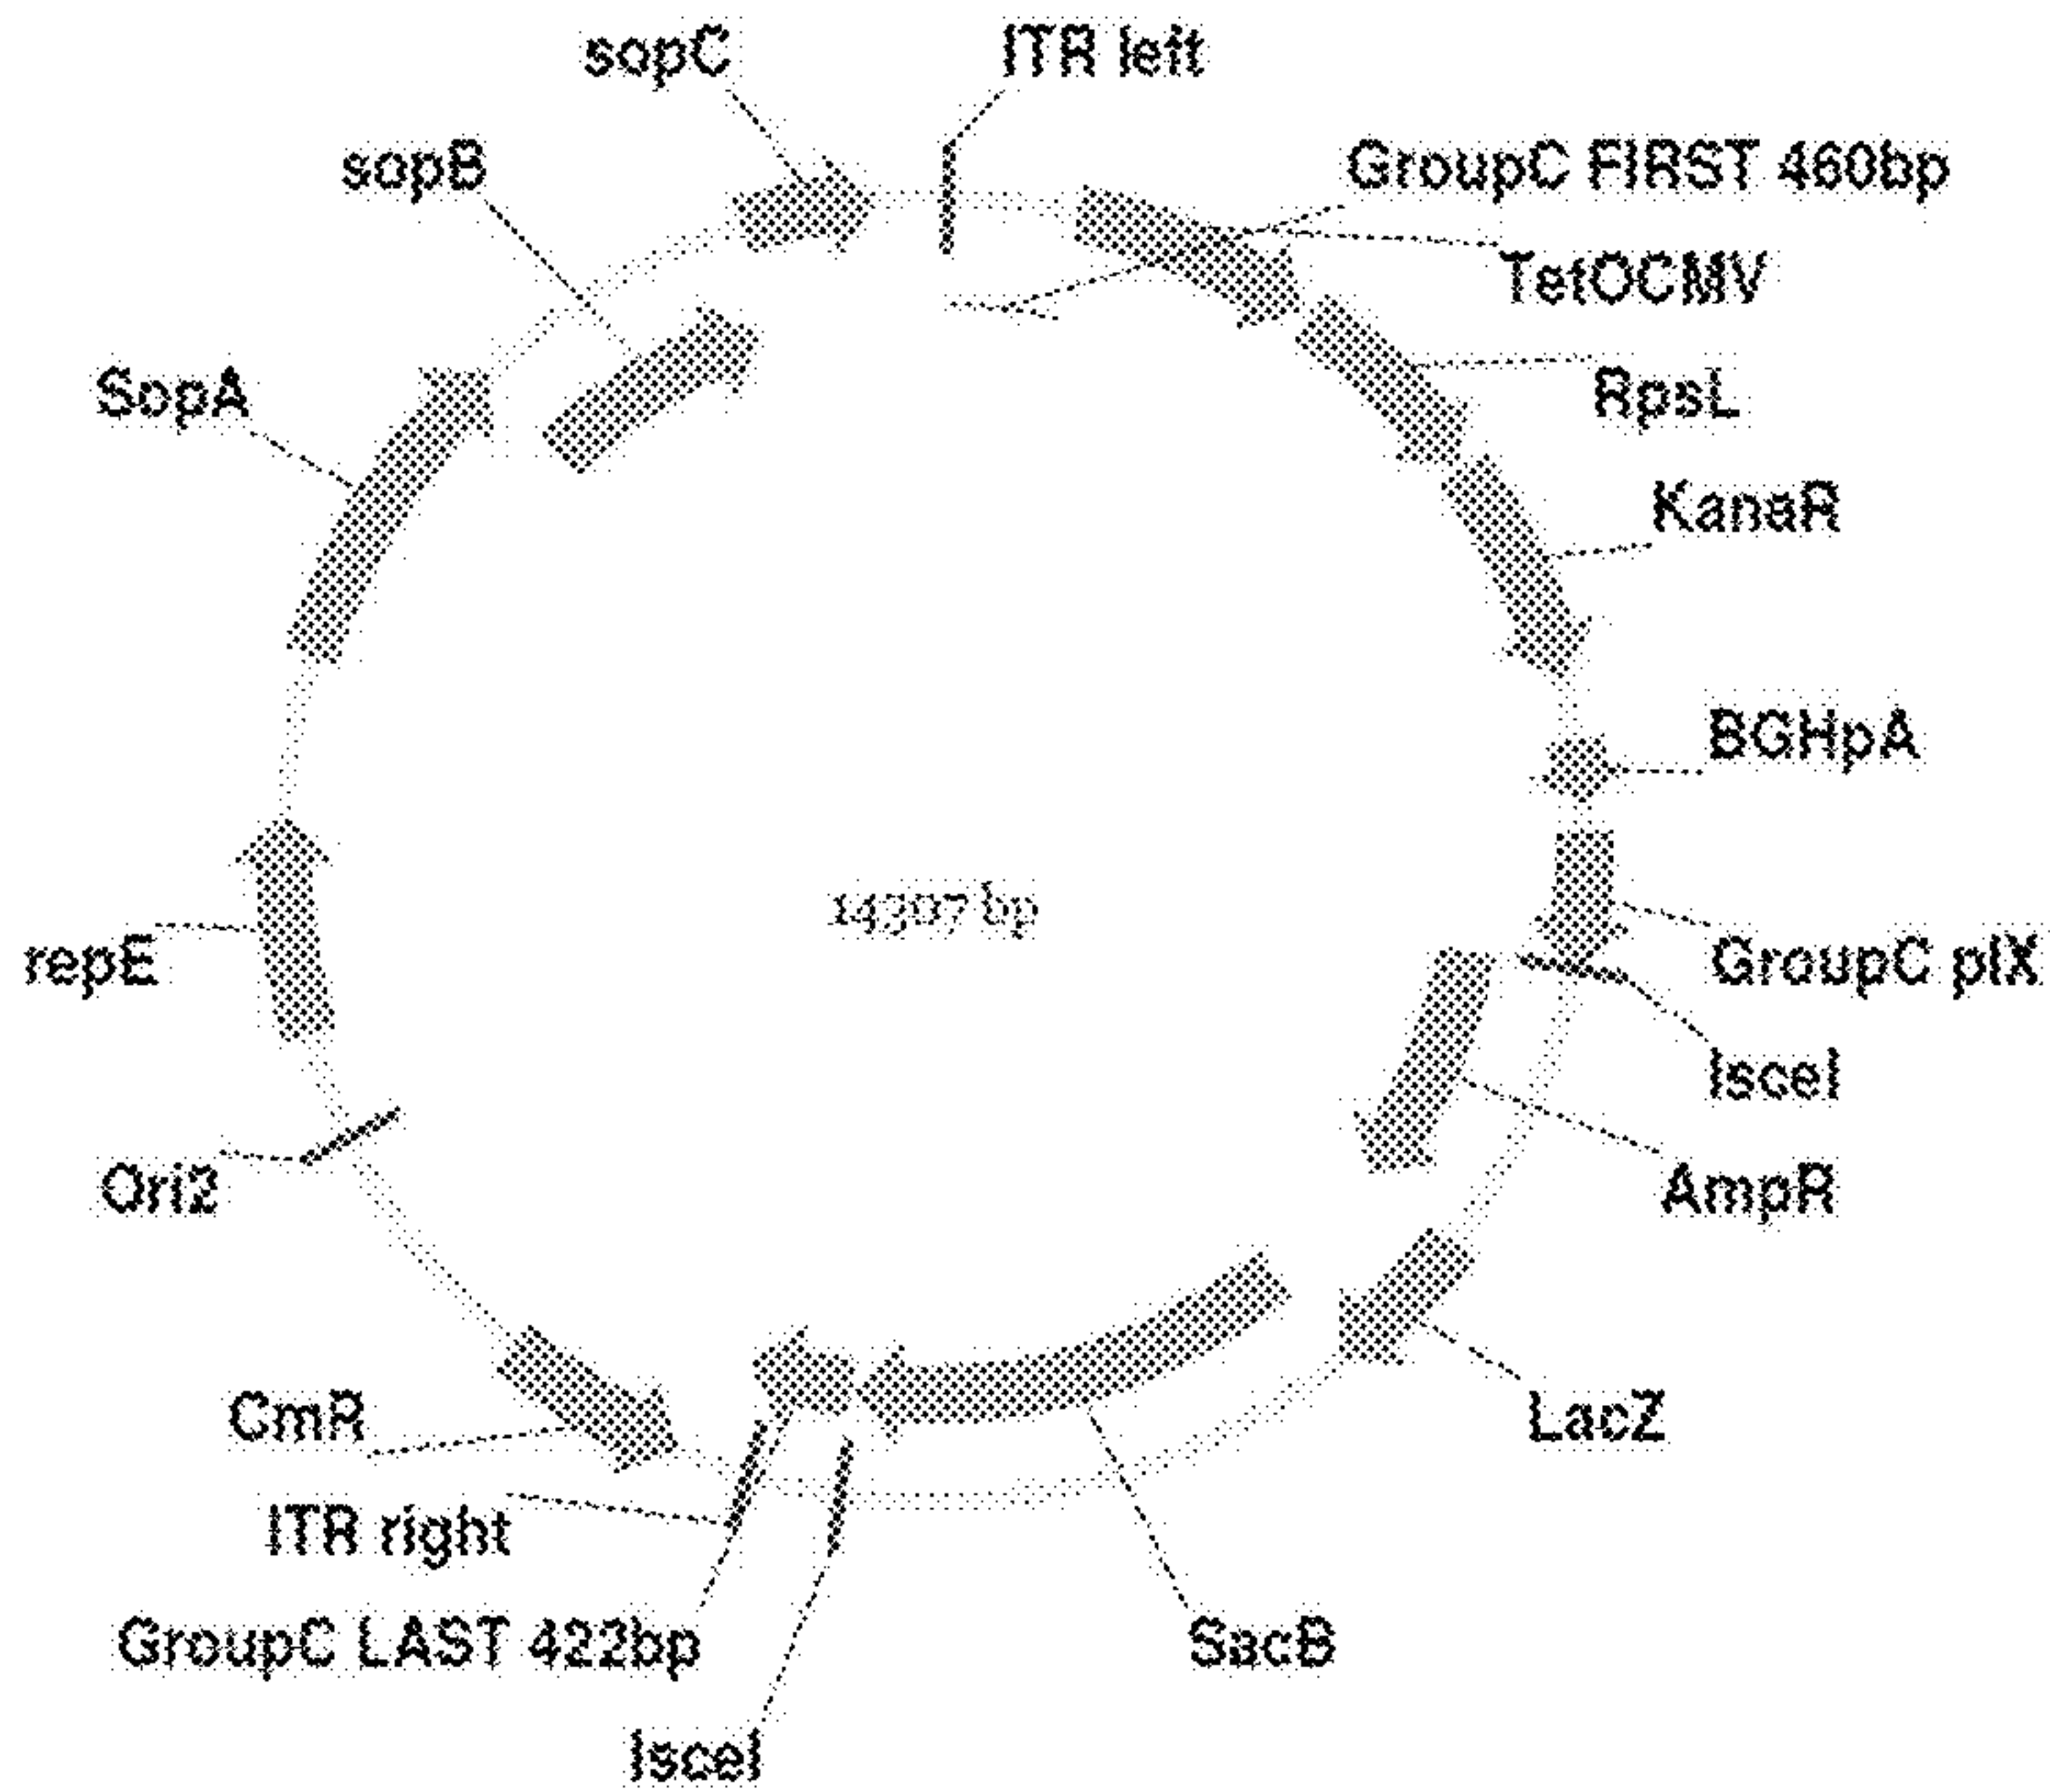 sopC
ITR left
sopB
GroupC FIRST 460bp
TetOCMV
SopA
RpsL
KanaR
BGHpA
14307 bp
repE
GroupC pIX
IsceI
Ori2
AmpR
CmR
LacZ
ITR right
GroupC LAST 422bp
SacB
IsceI